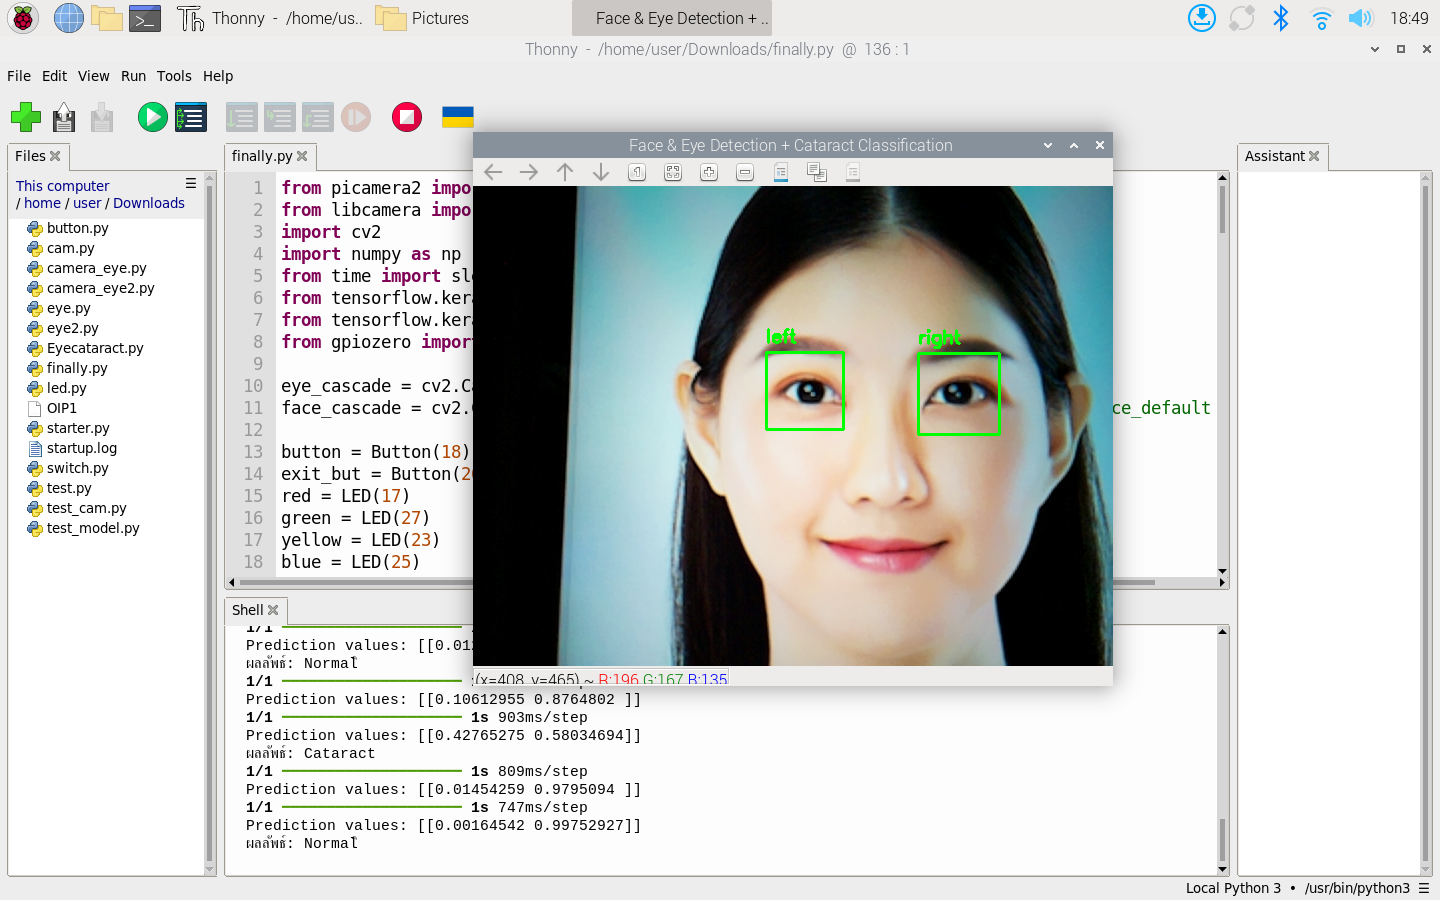 Thonny - /home/us..
Pictures
Face & Eye Detection + ..
18:49
Thonny - /home/user/Downloads/finally.py @ 136 : 1
File Edit View Run Tools Help
Files
This computer
/ home / user / Downloads
button.py
cam.py
camera_eye.py
camera_eye2.py
eye.py
eye2.py
Eyecataract.py
finally.py
led.py
OIP1
starter.py
startup.log
switch.py
test.py
test_cam.py
test_model.py
finally.py
1 from picamera2 impo
2 from libcamera impo
3 import cv2
4 import numpy as np
5 from time import sle
6 from tensorflow.kera
7 from tensorflow.kera
8 from gpiozero import
9
10 eye_cascade = cv2.Ca
11 face_cascade = cv2.
ce_default
12
13 button = Button(18)
14 exit_but = Button(20
15 red = LED(17)
16 green = LED(27)
17 yellow = LED(23)
18 blue = LED(25)
Face & Eye Detection + Cataract Classification
left
right
(x=408, y=465) ~ R:196 G:167 B:135
Shell
1/1
Prediction values: [[0.01
ผลลัพธ์: Normal
1/1
Prediction values: [[0.10612955 0.8764802 ]]
1/1 1s 903ms/step
Prediction values: [[0.42765275 0.58034694]]
ผลลัพธ์: Cataract
1/1 1s 809ms/step
Prediction values: [[0.01454259 0.9795094 ]]
1/1 1s 747ms/step
Prediction values: [[0.00164542 0.99752927]]
ผลลัพธ์: Normal
Assistant
Local Python 3 • /usr/bin/python3